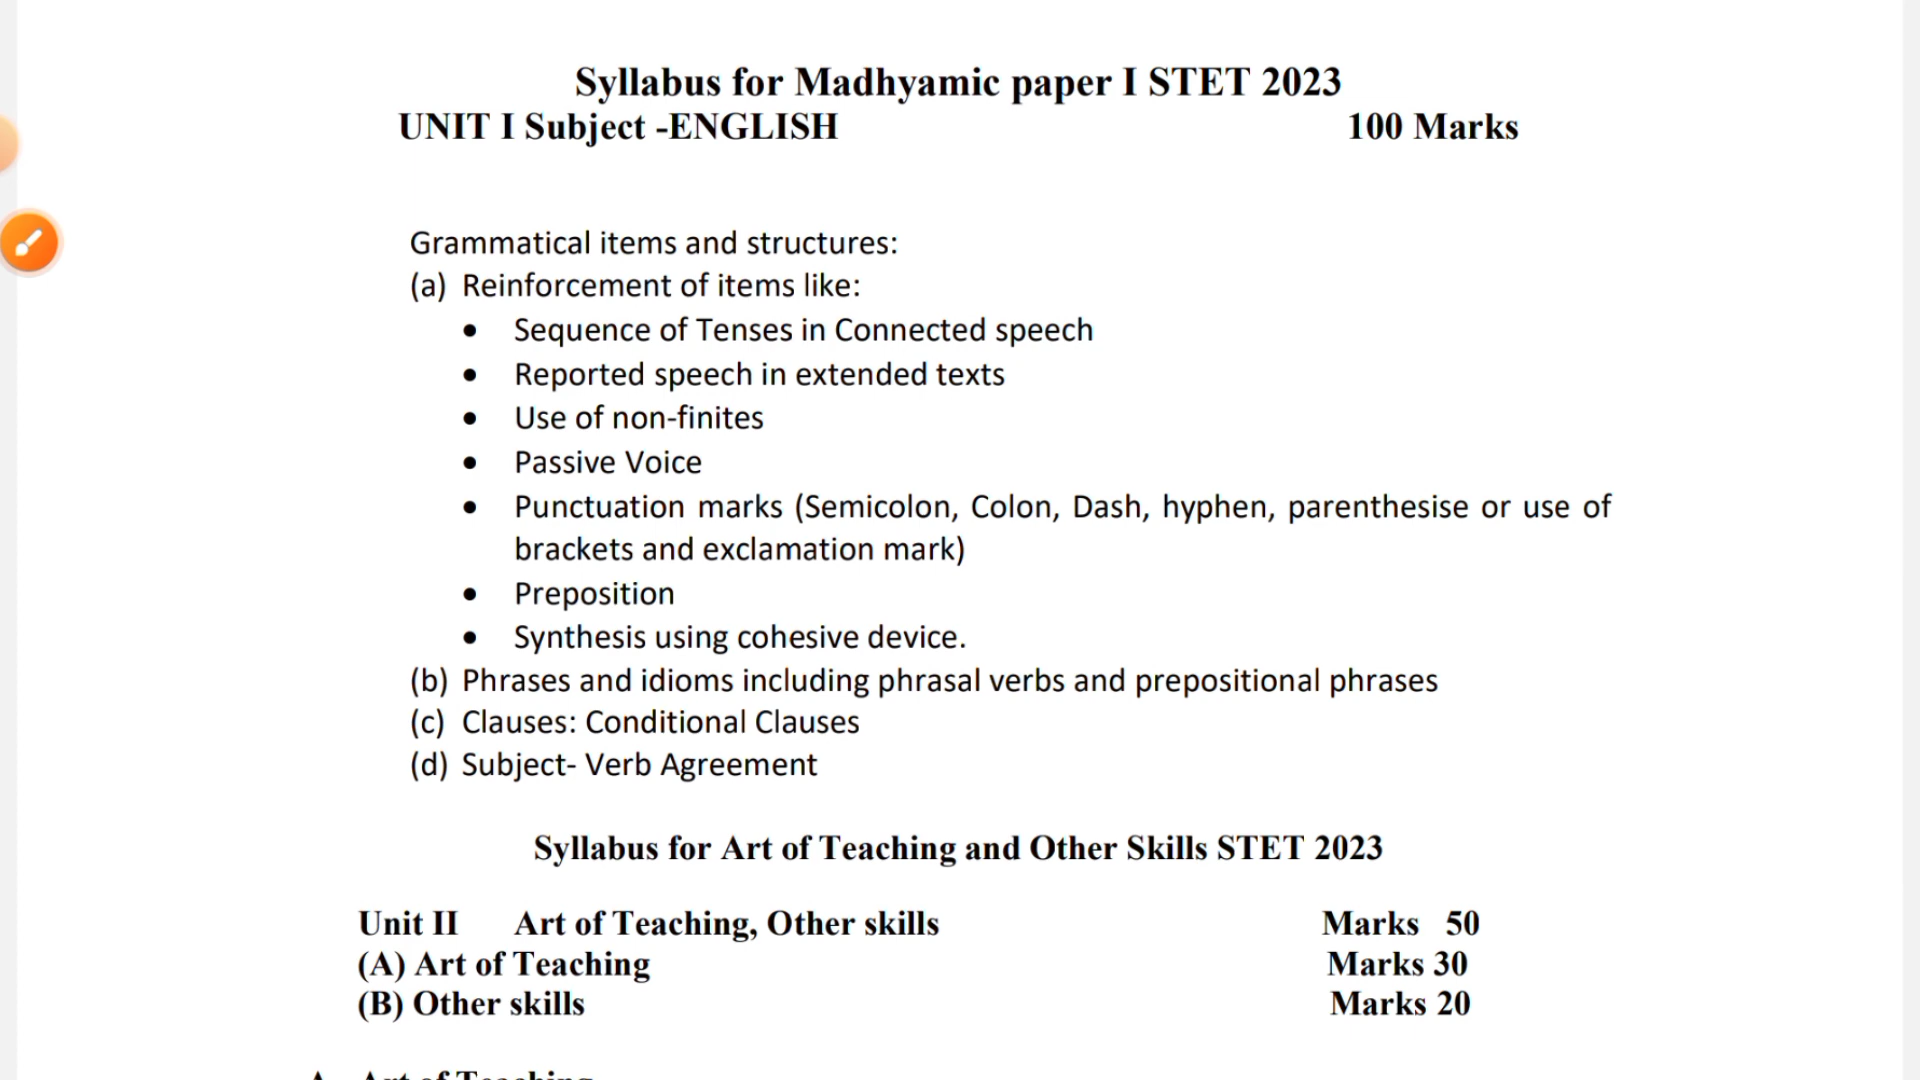 Syllabus for Madhyamic paper I STET 2023
UNIT I Subject -ENGLISH 100 Marks
Grammatical items and structures:
(a) Reinforcement of items like:
• Sequence of Tenses in Connected speech
• Reported speech in extended texts
• Use of non-finites
• Passive Voice
• Punctuation marks (Semicolon, Colon, Dash, hyphen, parenthesise or use of
brackets and exclamation mark)
• Preposition
• Synthesis using cohesive device.
(b) Phrases and idioms including phrasal verbs and prepositional phrases
(c) Clauses: Conditional Clauses
(d) Subject- Verb Agreement
Syllabus for Art of Teaching and Other Skills STET 2023
Unit II Art of Teaching, Other skills Marks 50
(A) Art of Teaching Marks 30
(B) Other skills Marks 20
A. Art of Teaching